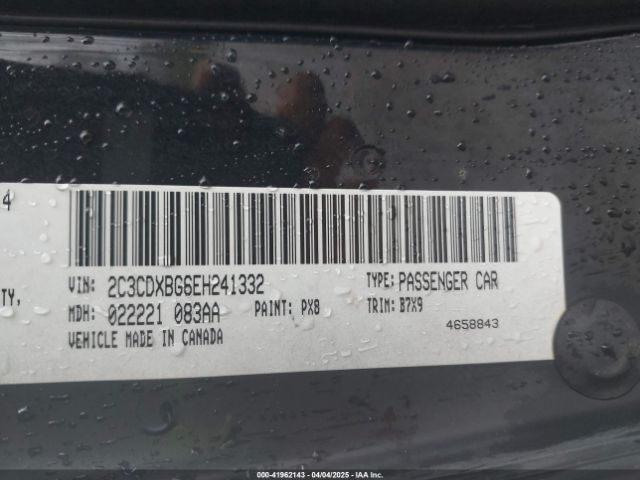 4
TY,
VIN: 2C3CDXBG6EH241332 TYPE: PASSENGER CAR
MDH: 022221 083AA PAINT: PX8 TRIM: B7X9
VEHICLE MADE IN CANADA 4658843
000-41962143 - 04/04/2025 - IAA Inc.